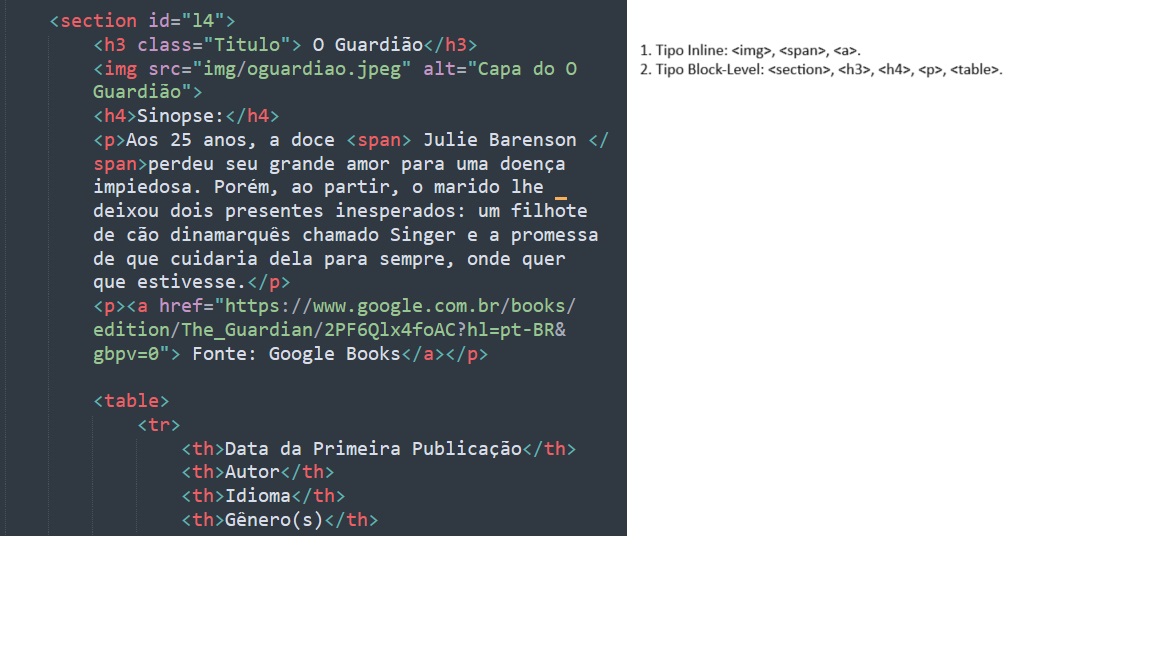 <section id="l4">
<h3 class="Titulo"> O Guardião</h3>
<img src="img/oguardiao.jpeg" alt="Capa do O
Guardião">
<h4>Sinopse:</h4>
<p>Aos 25 anos, a doce <span> Julie Barenson </
span>perdeu seu grande amor para uma doença
impiedosa. Porém, ao partir, o marido lhe _
deixou dois presentes inesperados: um filhote
de cão dinamarquês chamado Singer e a promessa
de que cuidaria dela para sempre, onde quer
que estivesse.</p>
<p><a href="https://www.google.com.br/books/
edition/The_Guardian/2PF6Qlx4foAC?hl=pt-BR&
gbpv=0"> Fonte: Google Books</a></p>
<table>
<tr>
<th>Data da Primeira Publicação</th>
<th>Autor</th>
<th>Idioma</th>
<th>Gênero(s)</th>
1. Tipo Inline: <img>, <span>, <a>.
2. Tipo Block-Level: <section>, <h3>, <h4>, <p>, <table>.